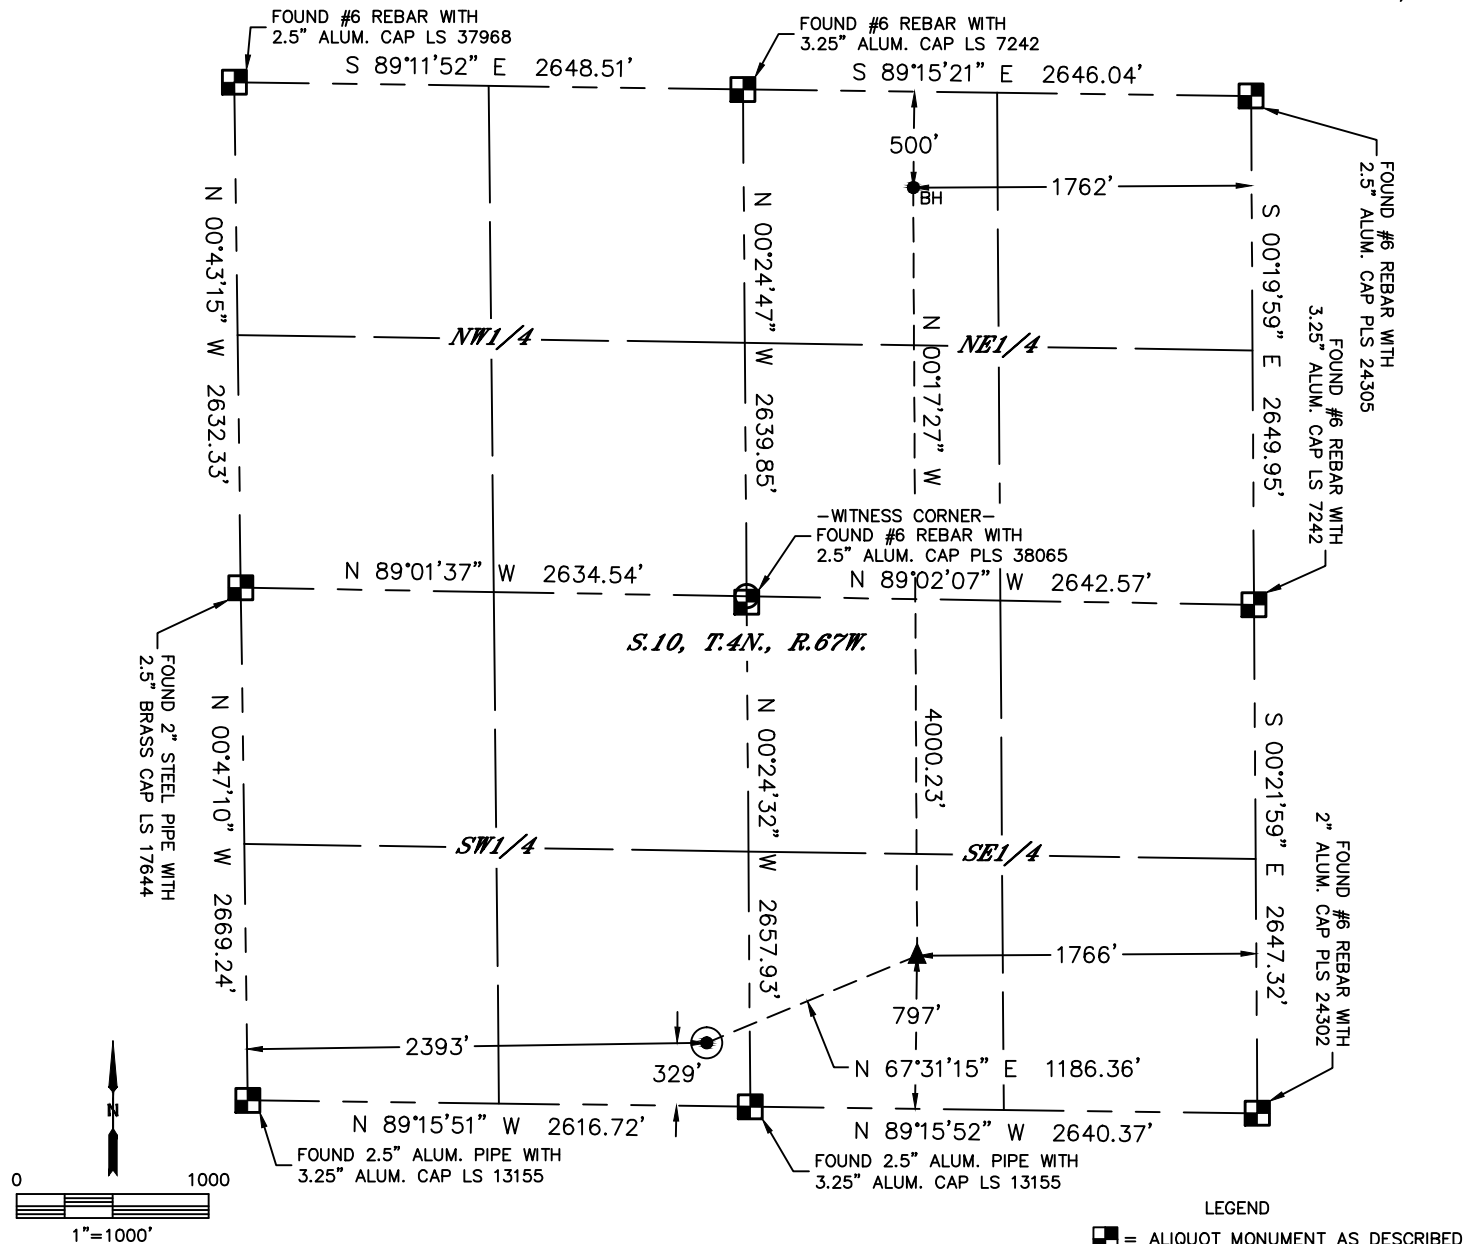 FOUND #6 REBAR WITH
2.5" ALUM. CAP LS 37968
FOUND #6 REBAR WITH
3.25" ALUM. CAP LS 7242
S 89°11'52" E 2648.51'
S 89°15'21" E 2646.04'
500'
1762'
BH
FOUND #6 REBAR WITH
2.5" ALUM. CAP PLS 24305
N 00°43'15" W 2632.33'
N 00°24'47" W 2639.85'
N 00°17'27" W
S 00°19'59" E 2649.95'
FOUND #6 REBAR WITH
3.25" ALUM. CAP LS 7242
NW1/4
NE1/4
-WITNESS CORNER-
FOUND #6 REBAR WITH
2.5" ALUM. CAP PLS 38065
N 89°01'37" W 2634.54'
N 89°02'07" W 2642.57'
S.10, T.4N., R.67W.
FOUND 2" STEEL PIPE WITH
2.5" BRASS CAP LS 17644
N 00°47'10" W 2669.24'
N 00°24'32" W 2657.93'
4000.23'
S 00°21'59" E 2647.32'
FOUND #6 REBAR WITH
2" ALUM. CAP PLS 24302
SW1/4
SE1/4
1766'
797'
2393'
329'
N 67°31'15" E 1186.36'
N 89°15'51" W 2616.72'
N 89°15'52" W 2640.37'
FOUND 2.5" ALUM. PIPE WITH
3.25" ALUM. CAP LS 13155
FOUND 2.5" ALUM. PIPE WITH
3.25" ALUM. CAP LS 13155
N
0 1000
1"=1000'
LEGEND
= ALIQUOT MONUMENT AS DESCRIBED